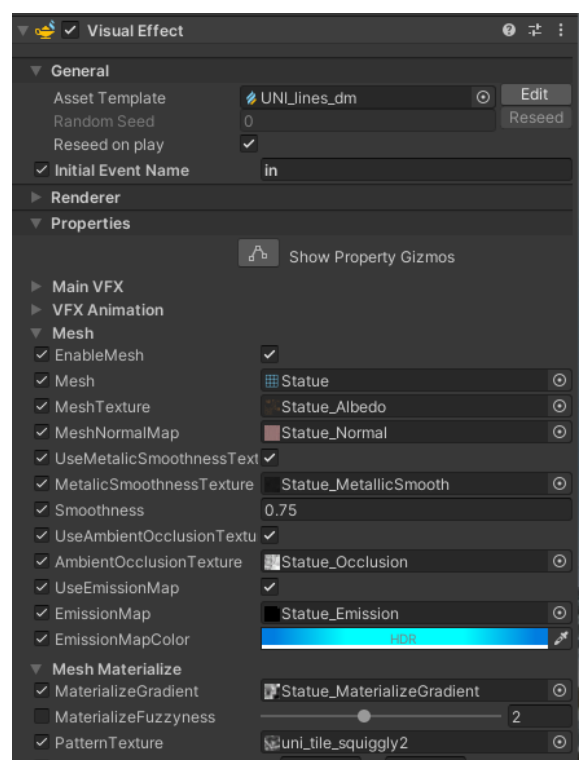 Visual Effect
General
Asset Template UNI_lines_dm Edit
Random Seed 0 Reseed
Reseed on play
Initial Event Name in
Renderer
Properties
Show Property Gizmos
Main VFX
VFX Animation
Mesh
EnableMesh
Mesh Statue
MeshTexture Statue_Albedo
MeshNormalMap Statue_Normal
UseMetalicSmoothnessText
MetalicSmoothnessTexture Statue_MetallicSmooth
Smoothness 0.75
UseAmbientOcclusionTextu
AmbientOcclusionTexture Statue_Occlusion
UseEmissionMap
EmissionMap Statue_Emission
EmissionMapColor HDR
Mesh Materialize
MaterializeGradient Statue_MaterializeGradient
MaterializeFuzzyness 2
PatternTexture uni_tile_squiggly2